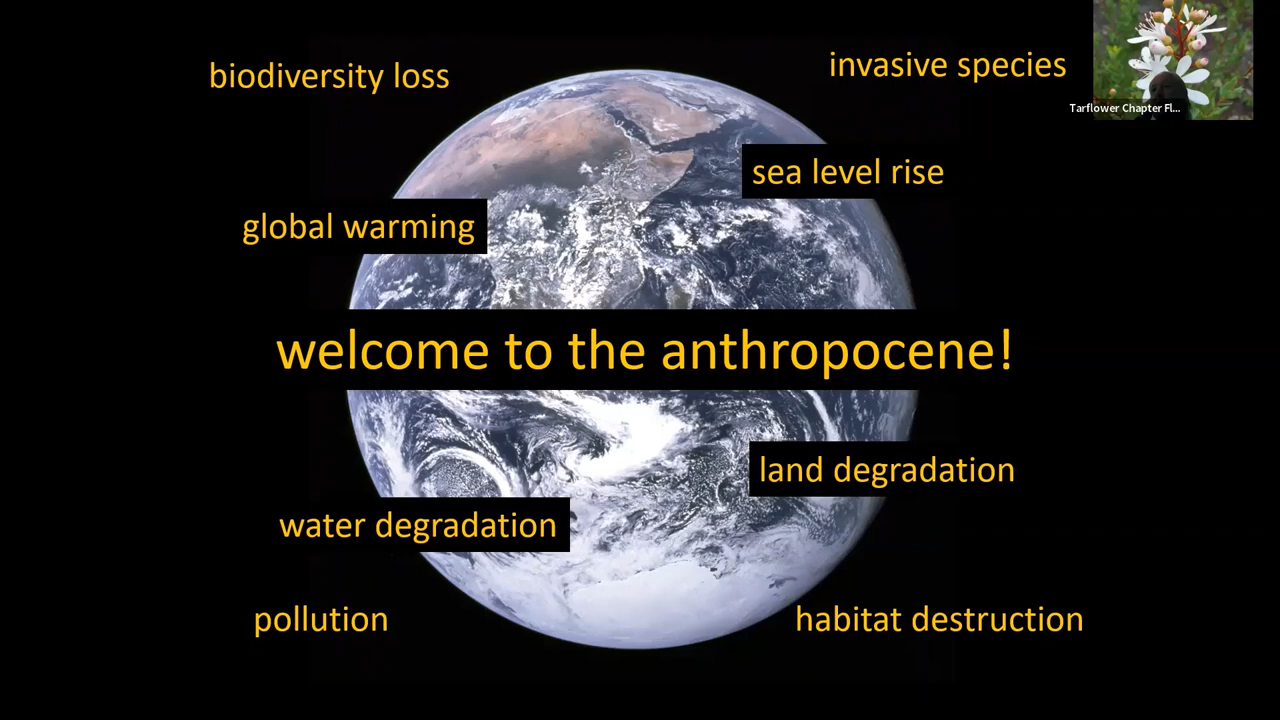 biodiversity loss
invasive species
Tarflower Chapter Fl...
sea level rise
global warming
welcome to the anthropocene!
land degradation
water degradation
pollution
habitat destruction